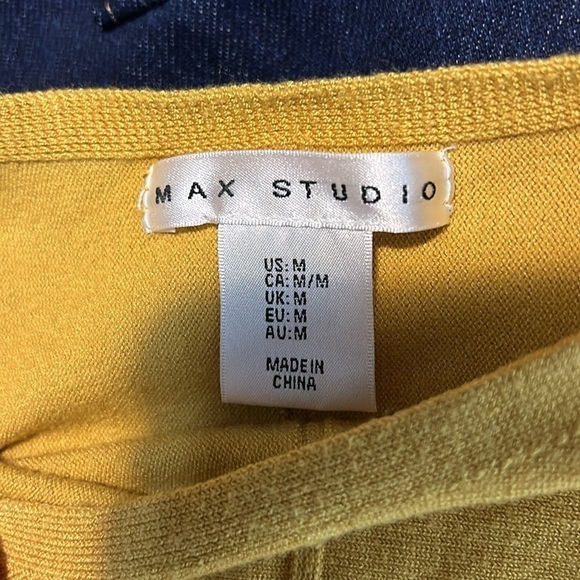 MAX STUDIO
US:M
CA:M/M
UK:M
EU:M
AU:M
MADE IN
CHINA